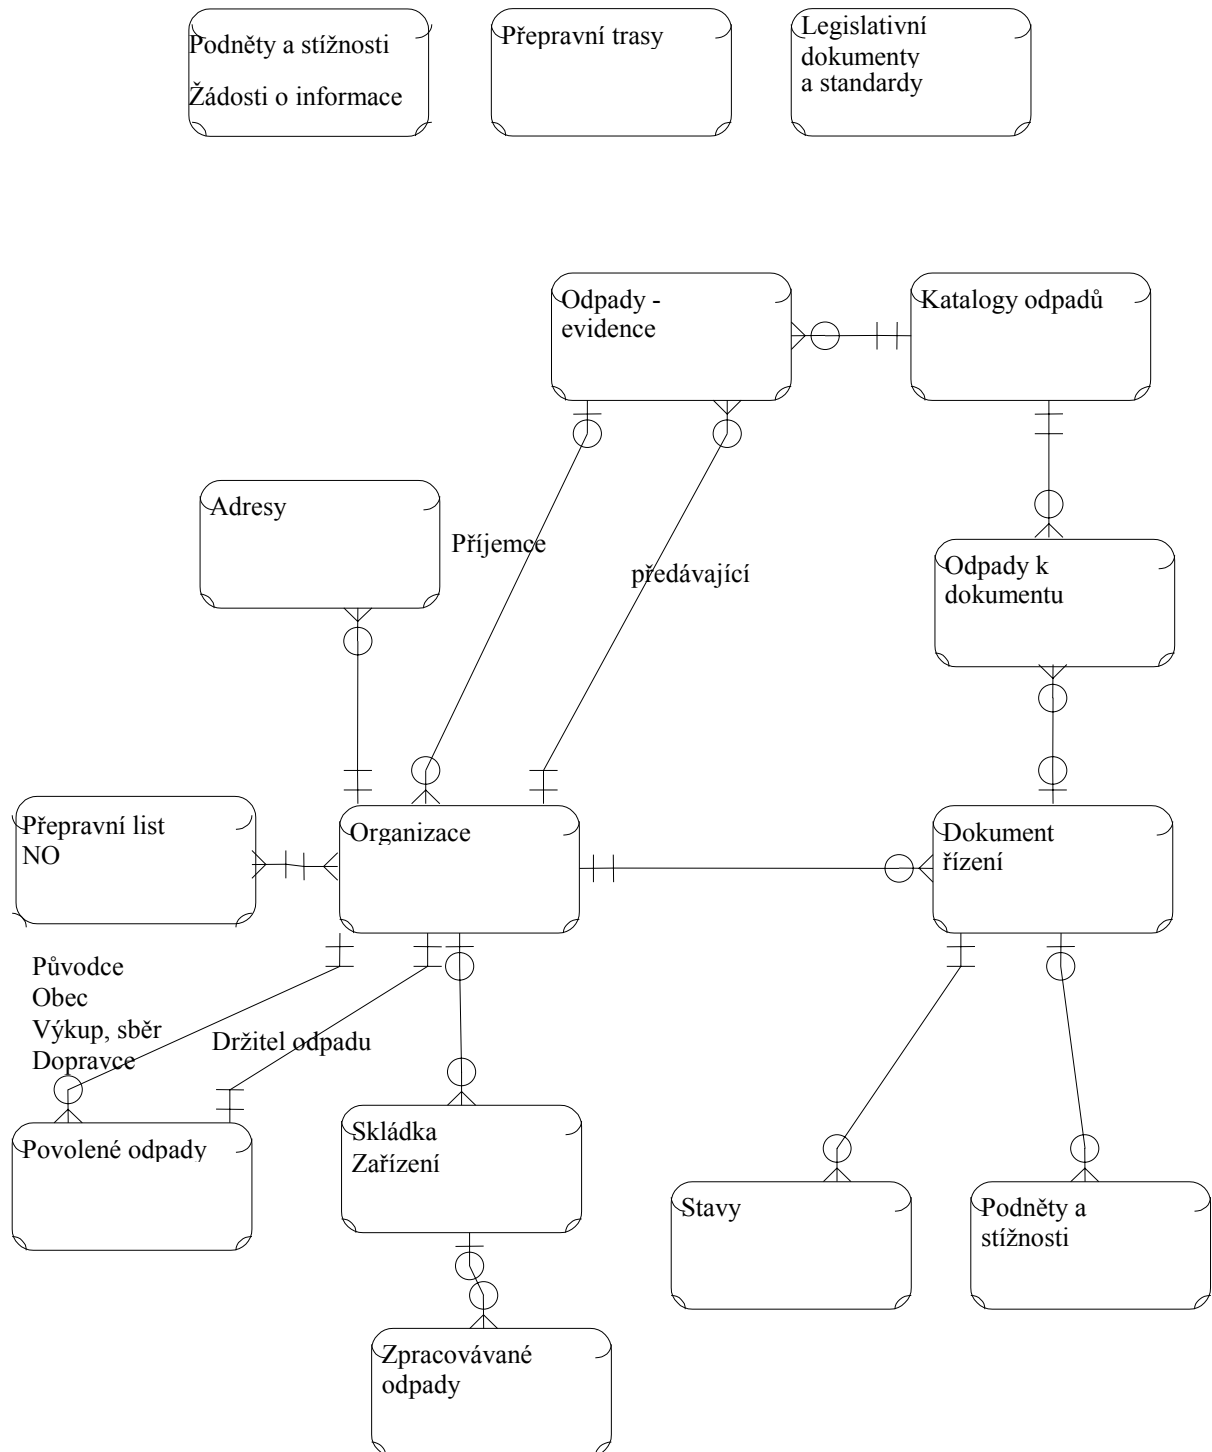 Podněty a stížnosti
Žádosti o informace
Přepravní trasy
Legislativní
dokumenty
a standardy
Odpady -
evidence
Katalogy odpadů
Adresy
Příjemce
předávající
Odpady k
dokumentu
Přepravní list
NO
Organizace
Dokument
řízení
Původce
Obec
Výkup, sběr
Dopravce
Držitel odpadu
Povolené odpady
Skládka
Zařízení
Stavy
Podněty a
stížnosti
Zpracovávané
odpady